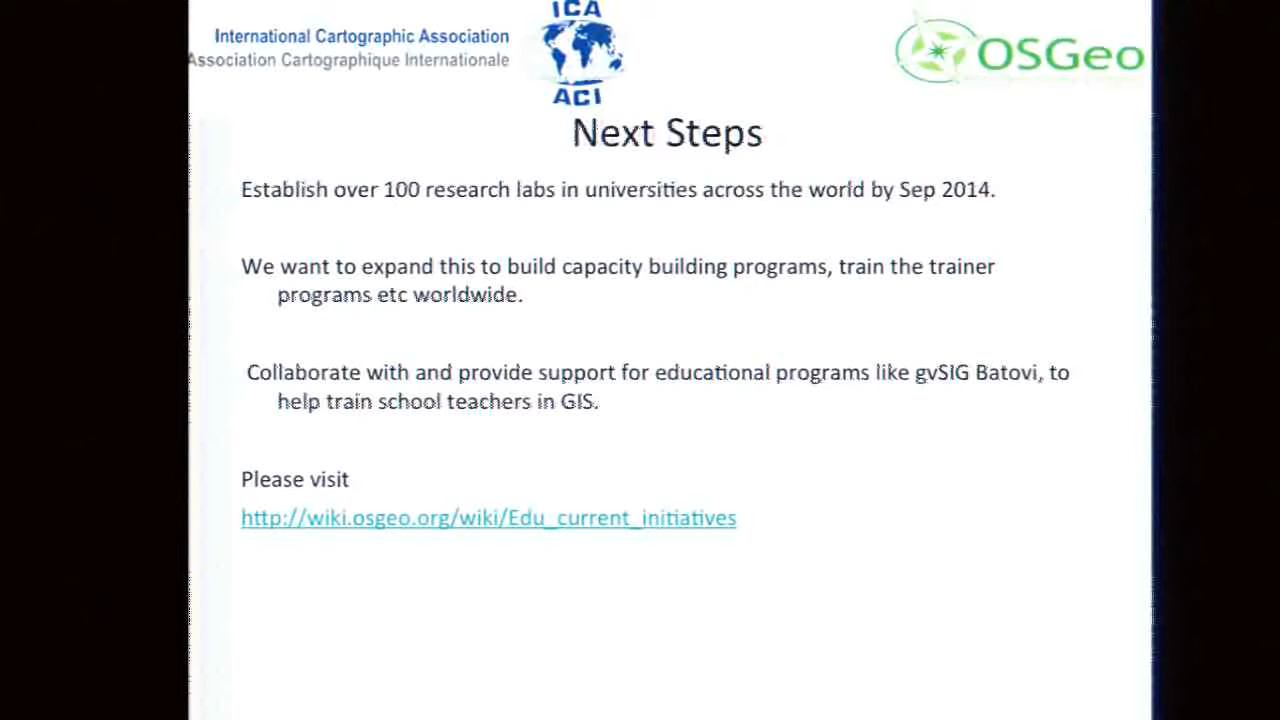 ICA
International Cartographic Association
Association Cartographique Internationale
ACI
OSGeo
Next Steps
Establish over 100 research labs in universities across the world by Sep 2014.
We want to expand this to build capacity building programs, train the trainer
programs etc worldwide.
Collaborate with and provide support for educational programs like gvSIG Batovi, to
help train school teachers in GIS.
Please visit
http://wiki.osgeo.org/wiki/Edu_current_initiatives